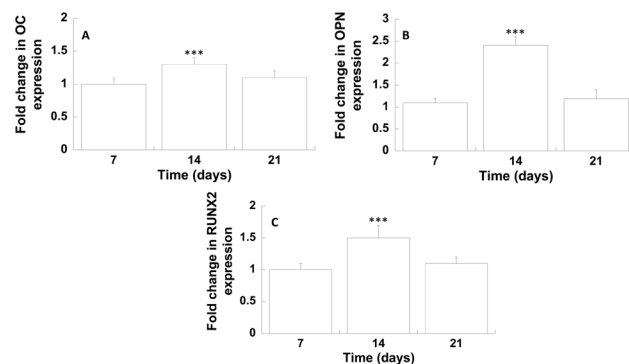 Fold change in OC
expression
A
2
1.5
1
0.5
0
***
7
14
21
Time (days)
Fold change in OPN
expression
B
3
2.5
2
1.5
1
0.5
0
***
7
14
21
Time (days)
Fold change in RUNX2
expression
C
2
1.5
1
0.5
0
***
7
14
21
Time (days)